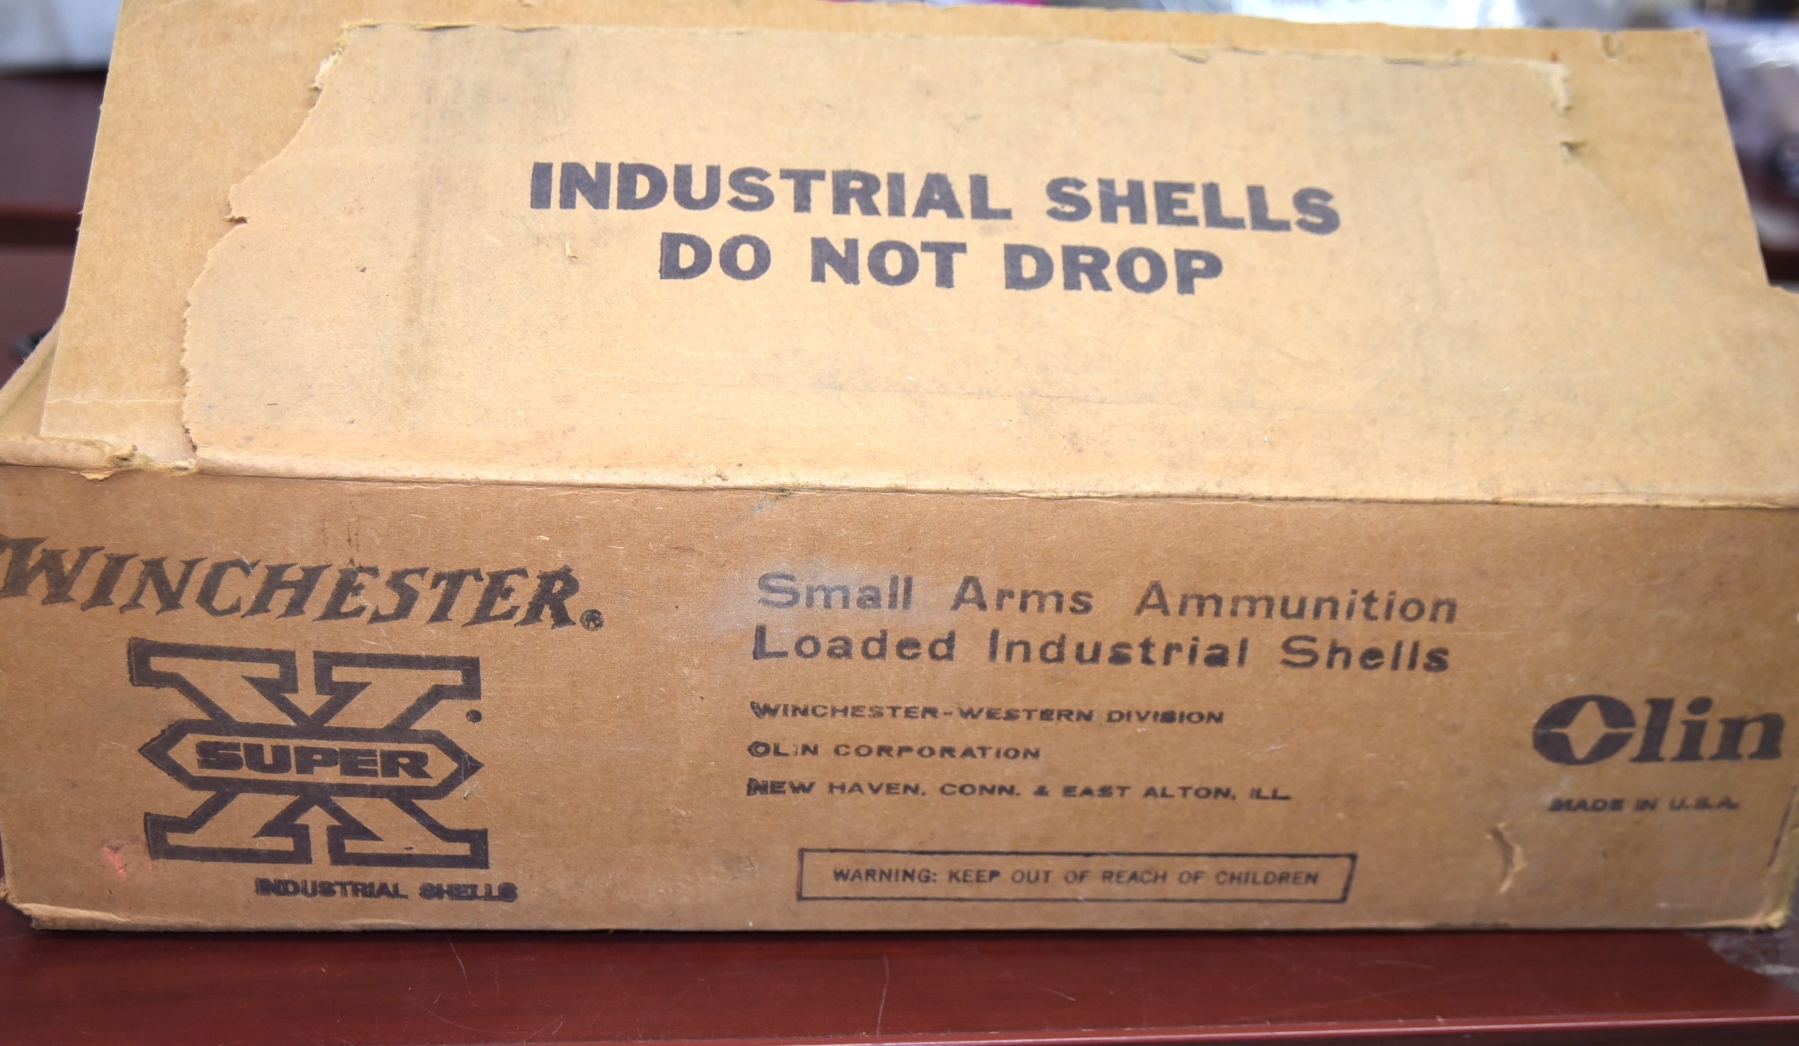 INDUSTRIAL SHELLS
DO NOT DROP
WINCHESTER®
SUPER X
INDUSTRIAL SHELLS
Small Arms Ammunition
Loaded Industrial Shells
WINCHESTER-WESTERN DIVISION
OLIN CORPORATION
NEW HAVEN, CONN. & EAST ALTON, ILL.
WARNING: KEEP OUT OF REACH OF CHILDREN
Olin
MADE IN U.S.A.